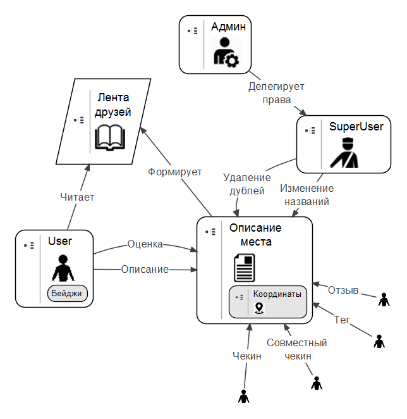 Админ
Делегирует
права
Лента
друзей
SuperUser
Формирует
Удаление
дублей
Изменение
названий
Читает
User
Бейджи
Оценка
Описание
Описание
места
Координаты
Отзыв
Тег
Чекин
Совместный
чекин